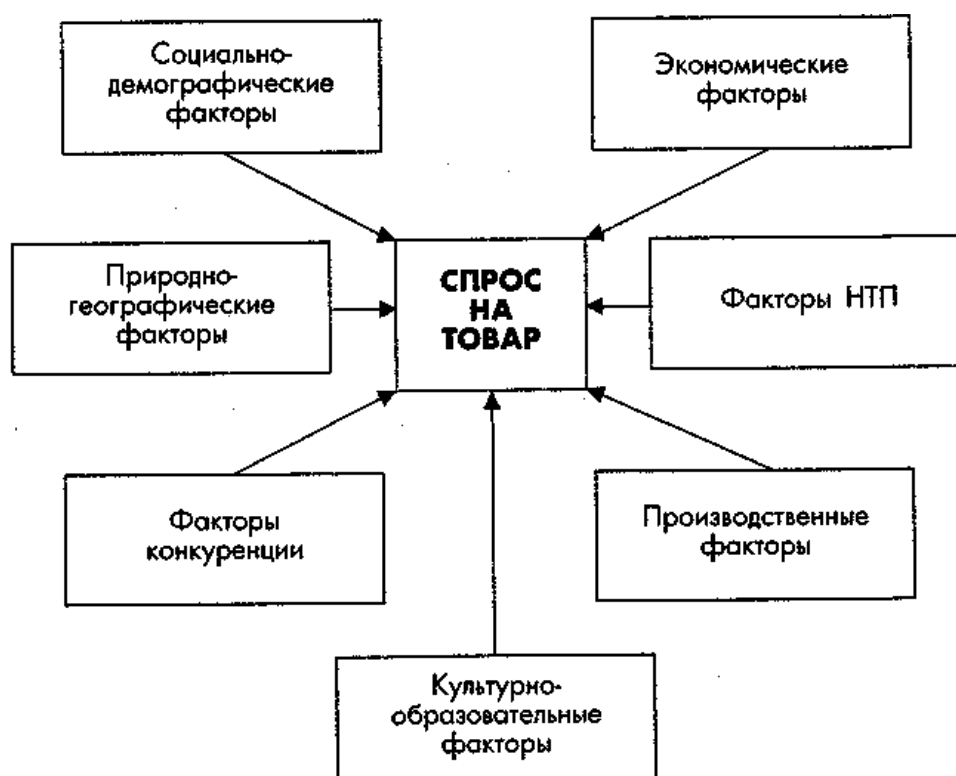 Социально-
демографические
факторы
Экономические
факторы
Природно-
географические
факторы
СПРОС
НА
ТОВАР
Факторы НТП
Факторы
конкуренции
Производственные
факторы
Культурно-
образовательные
факторы